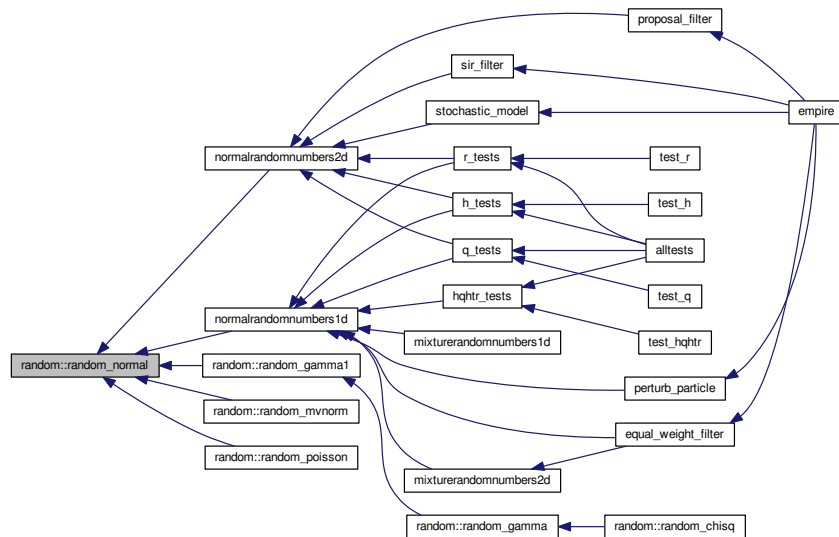 proposal_filter
sir_filter
stochastic_model
empire
normalrandomnumbers2d
r_tests
test_r
h_tests
test_h
q_tests
alltests
hqhtr_tests
test_q
normalrandomnumbers1d
mixturerandomnumbers1d
test_hqhtr
random::random_normal
random::random_gamma1
perturb_particle
random::random_mvnorm
equal_weight_filter
random::random_poisson
mixturerandomnumbers2d
random::random_gamma
random::random_chisq